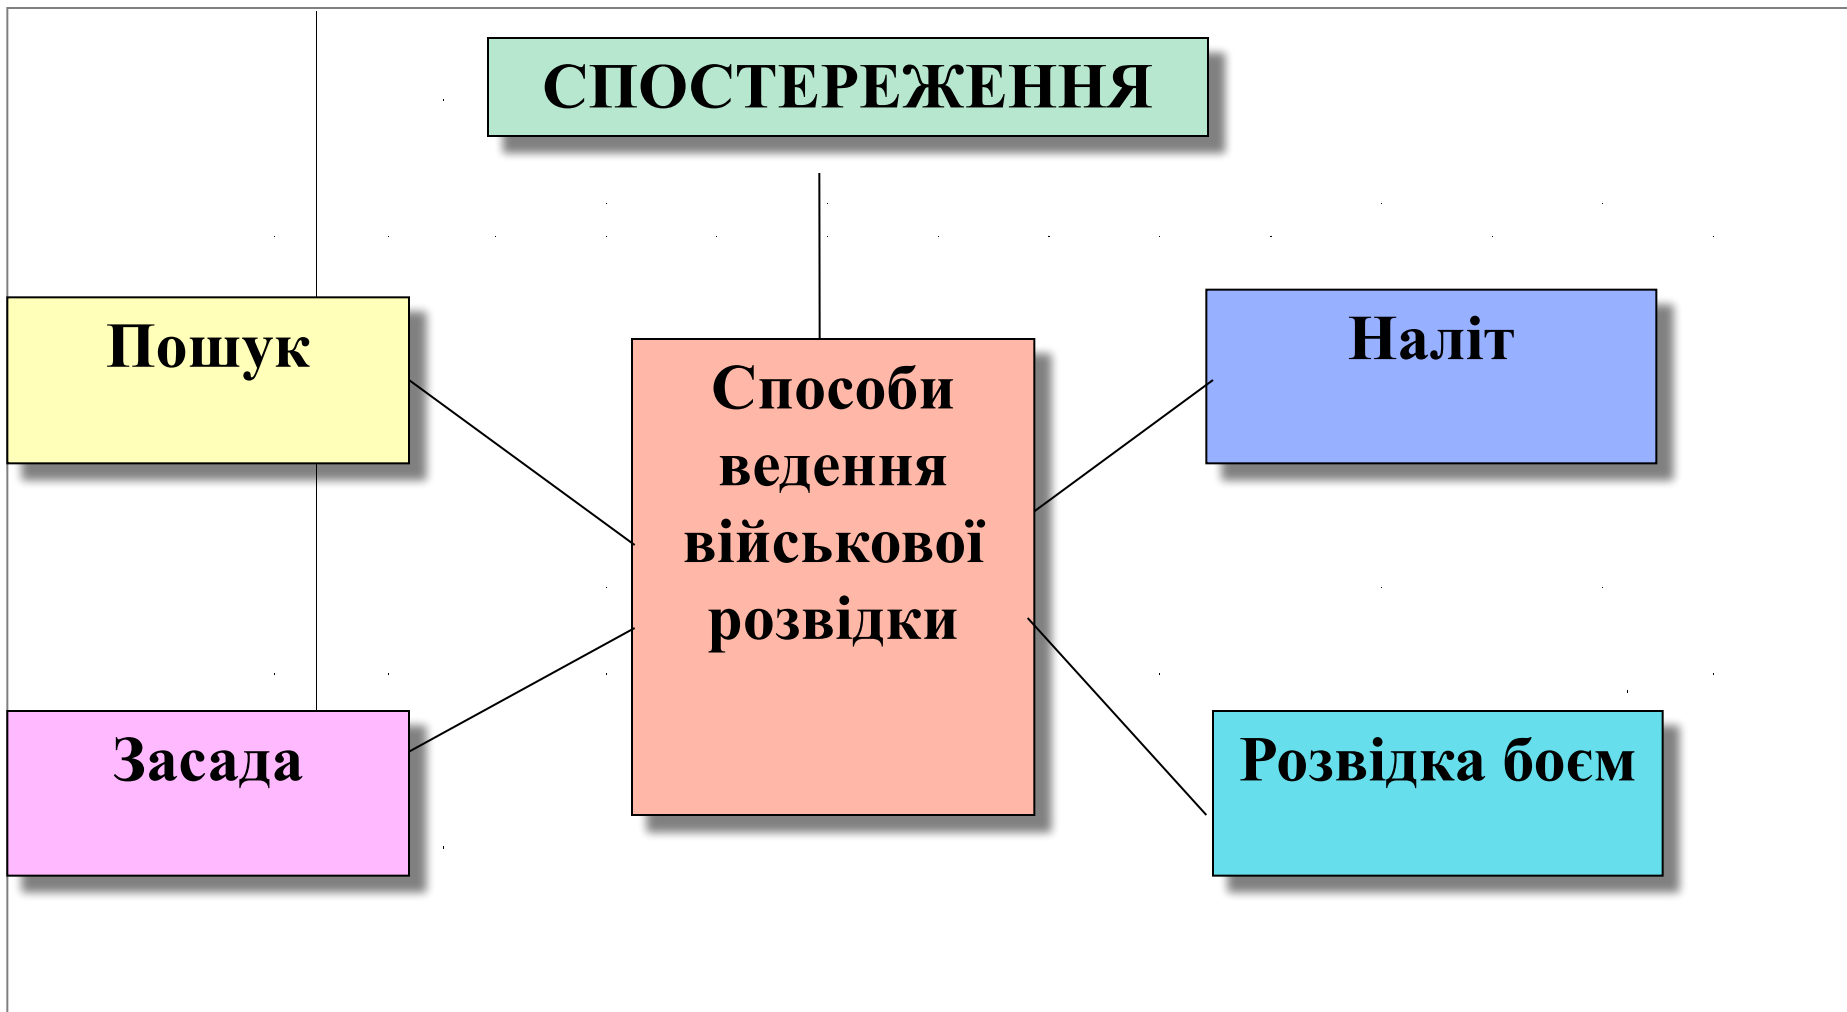 СПОСТЕРЕЖЕННЯ
Пошук
Наліт
Способи
ведення
військової
розвідки
Засада
Розвідка боєм